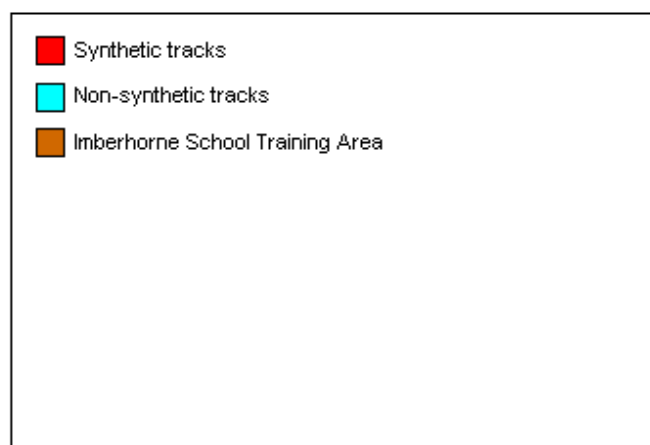 Synthetic tracks
Non-synthetic tracks
Imberhorne School Training Area